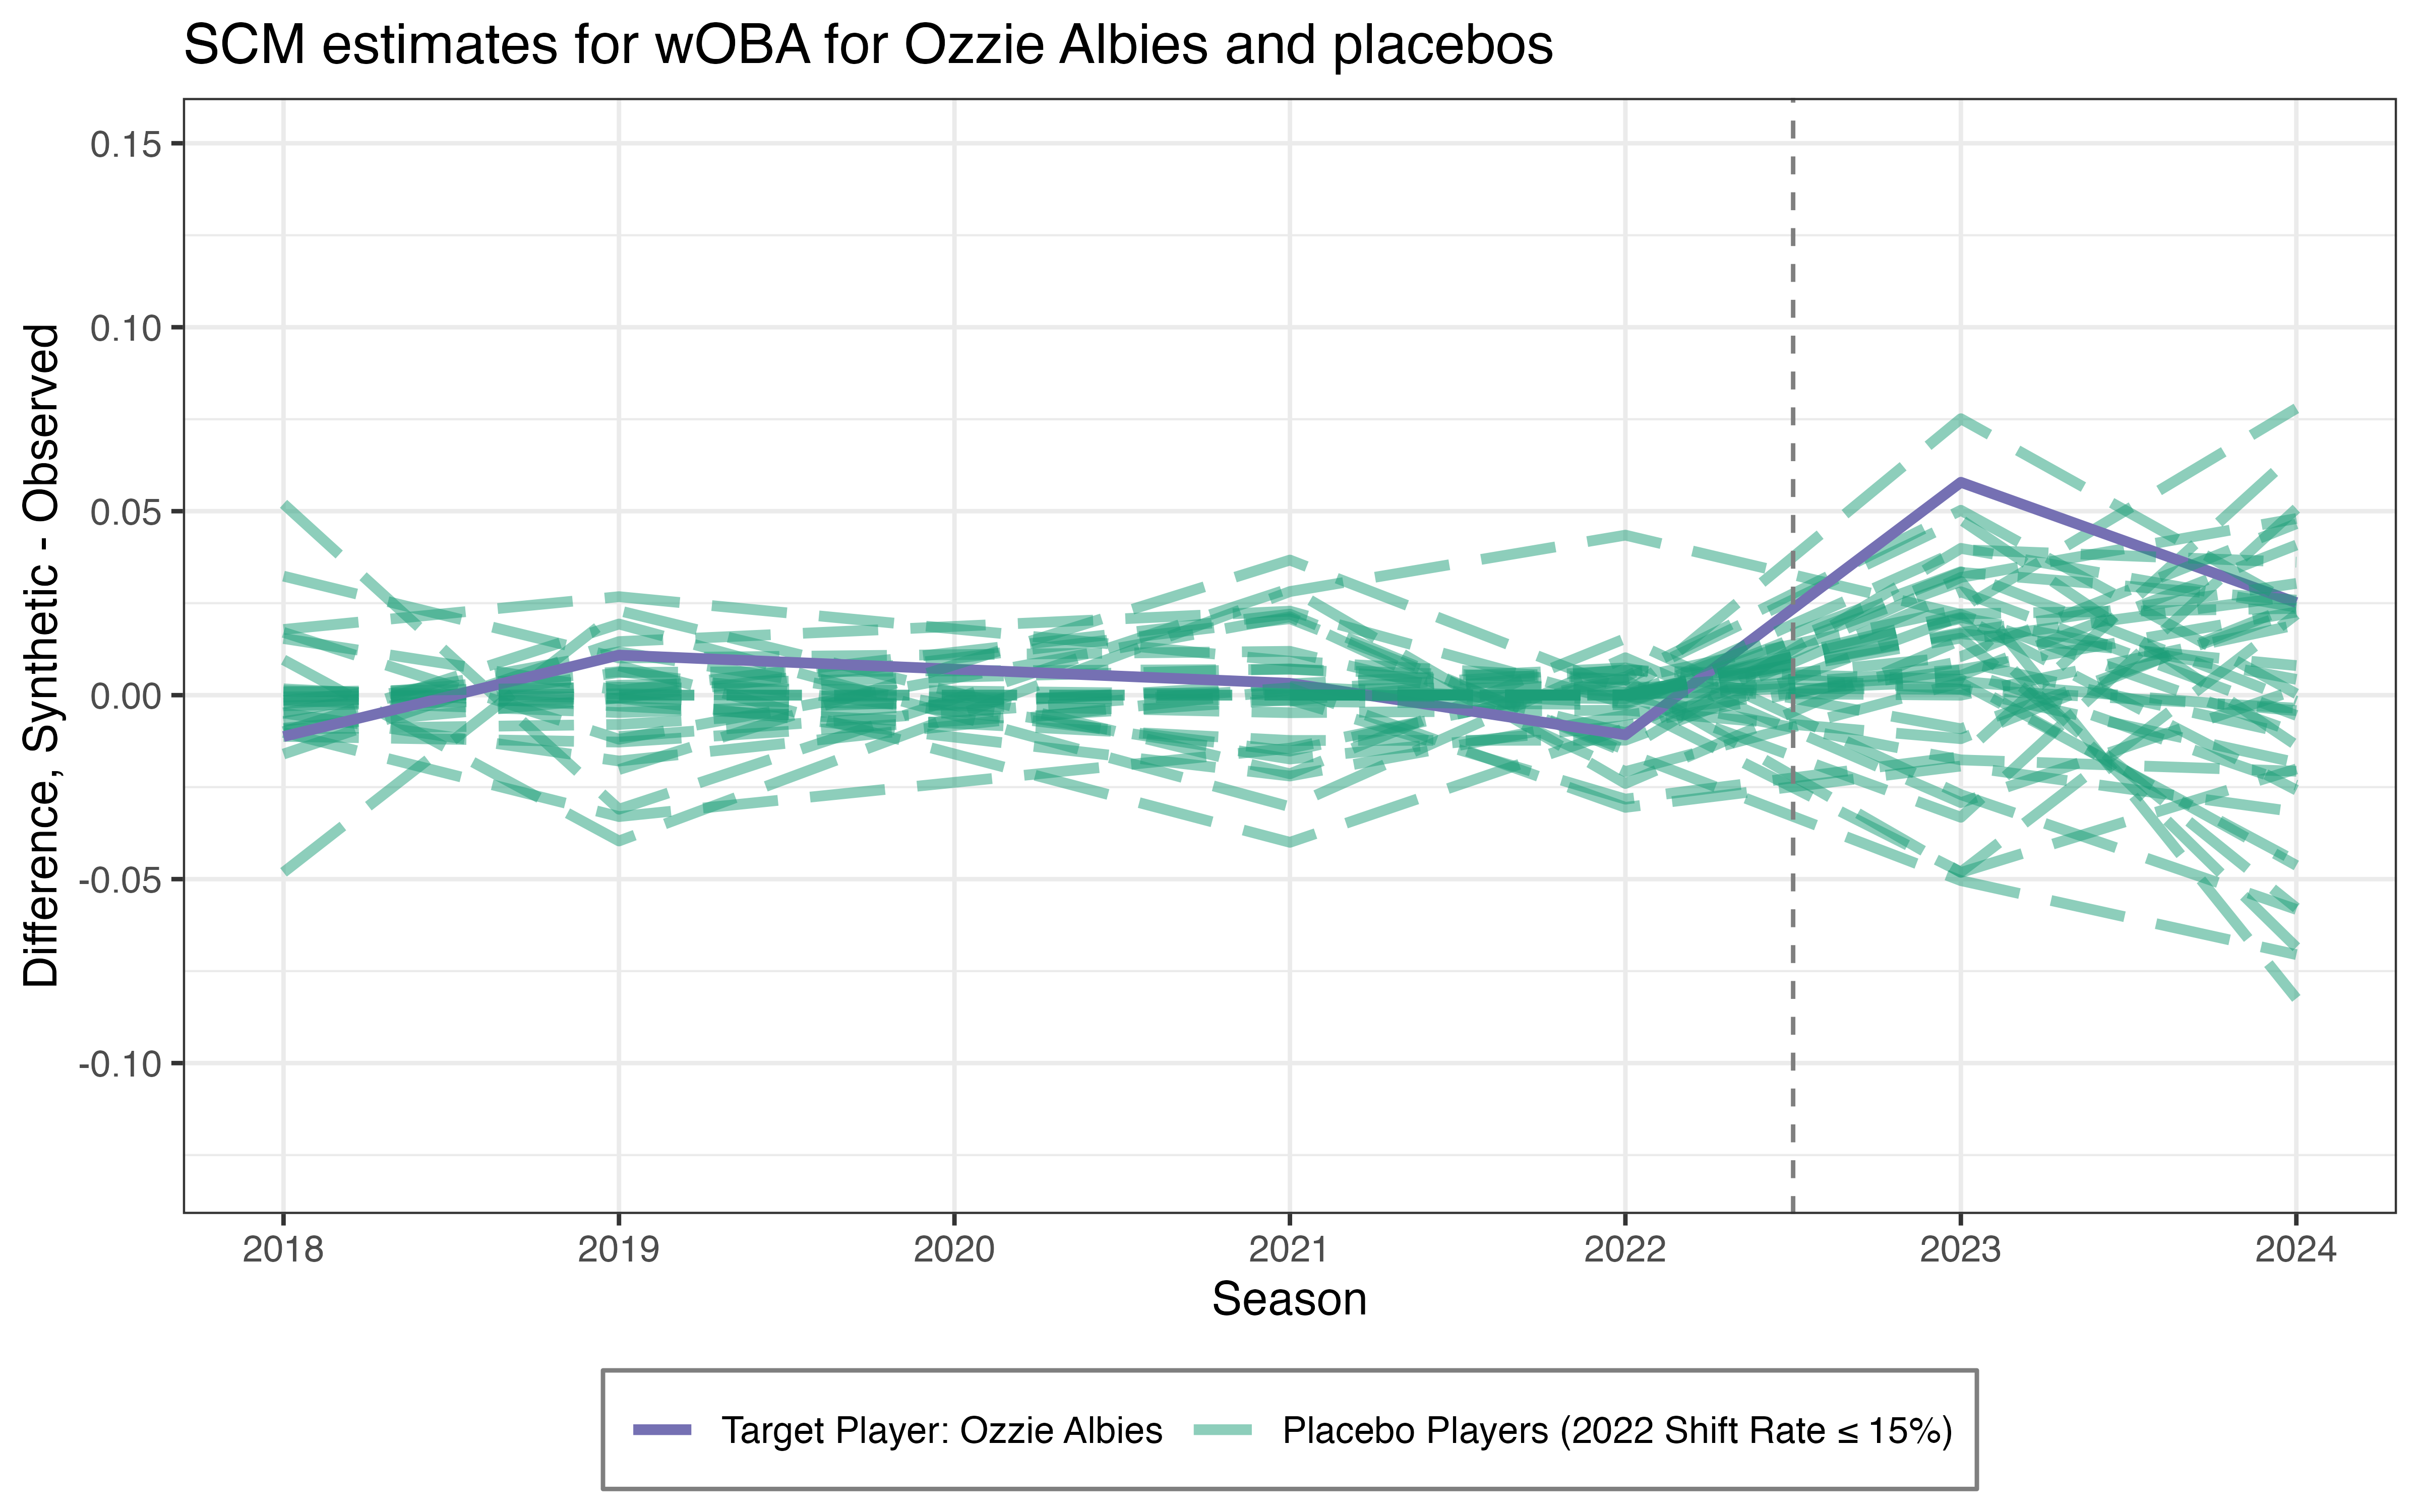 SCM estimates for wOBA for Ozzie Albies and placebos
Difference, Synthetic - Observed
0.15
0.10
0.05
0.00
-0.05
-0.10
2018 2019 2020 2021 2022 2023 2024
Season
Target Player: Ozzie Albies Placebo Players (2022 Shift Rate ≤ 15%)